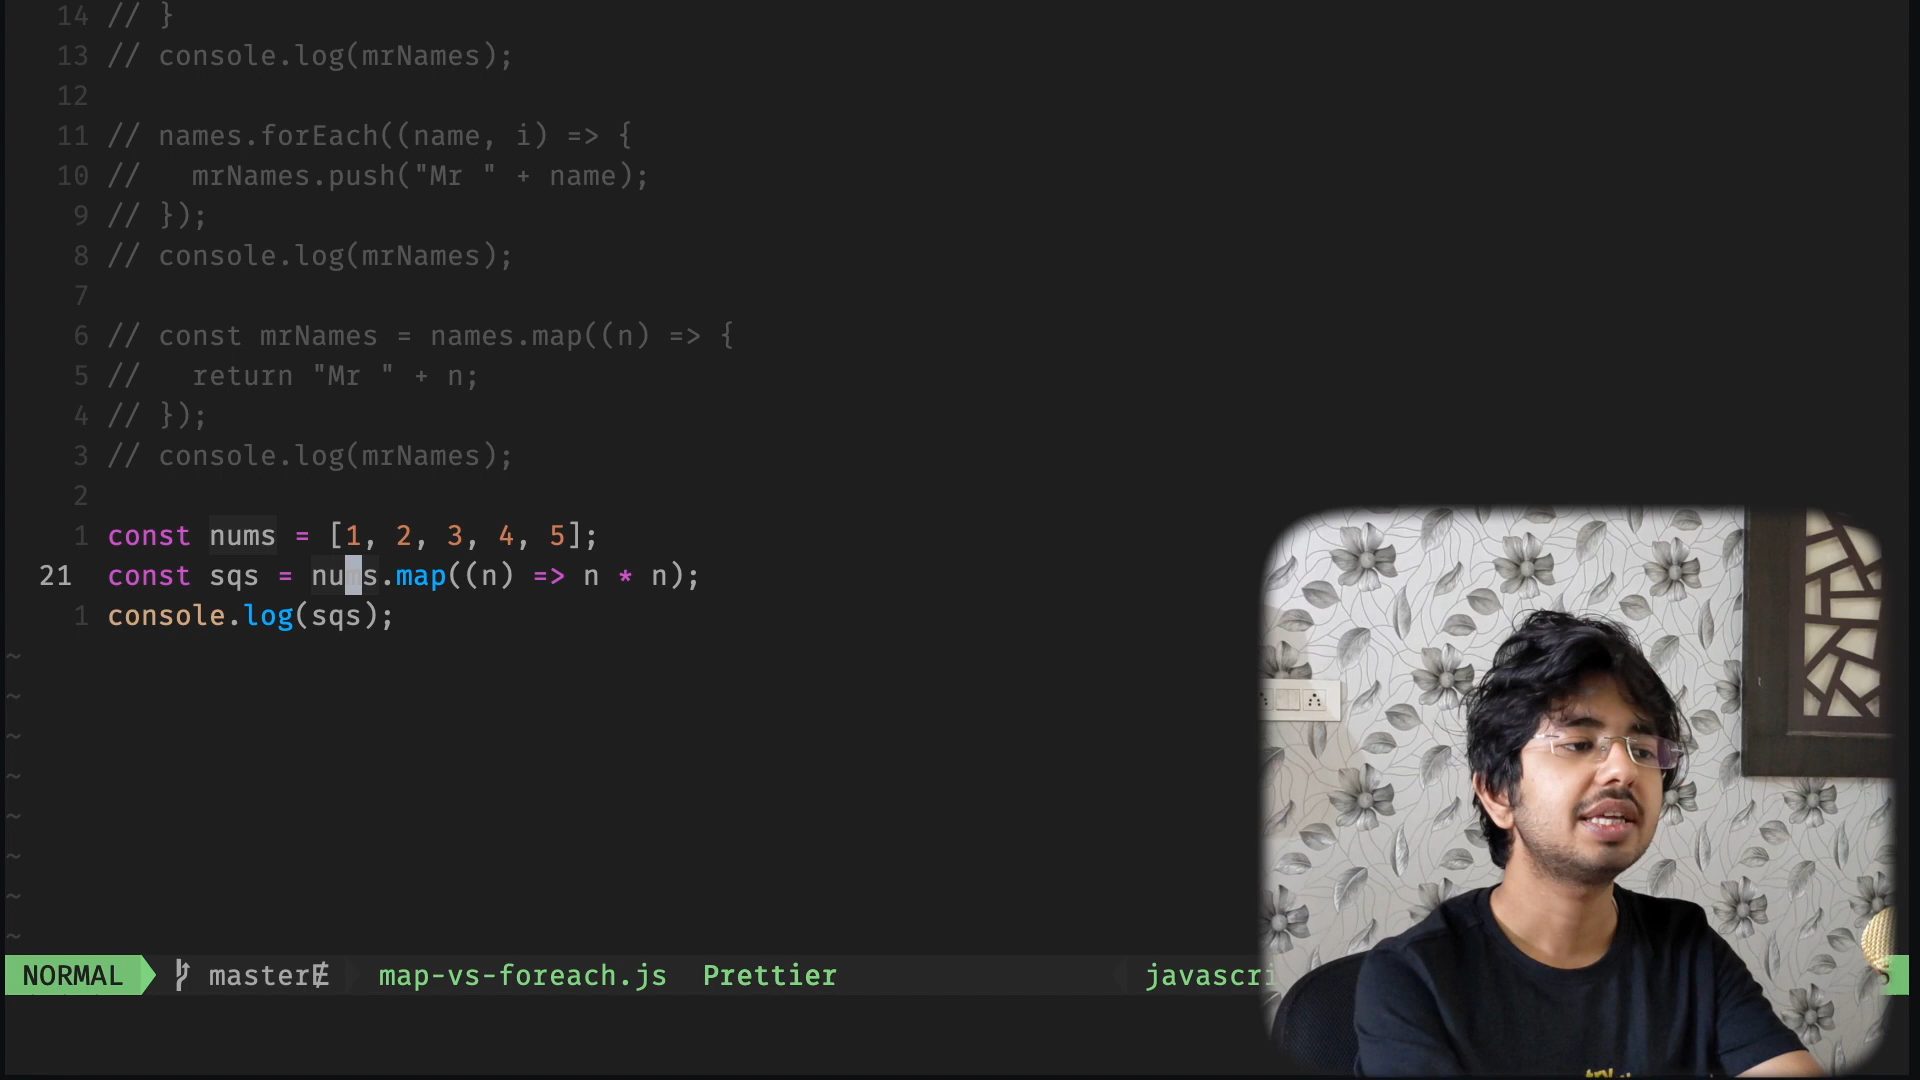 14 // }
13 // console.log(mrNames);
12
11 // names.forEach((name, i) => {
10 //   mrNames.push("Mr " + name);
9 // });
8 // console.log(mrNames);
7
6 // const mrNames = names.map((n) => {
5 //   return "Mr " + n;
4 // });
3 // console.log(mrNames);
2
1 const nums = [1, 2, 3, 4, 5];
21 const sqs = nums.map((n) => n * n);
1 console.log(sqs);
~
~
~
~
~
~
~
~
NORMAL master map-vs-foreach.js Prettier javascri